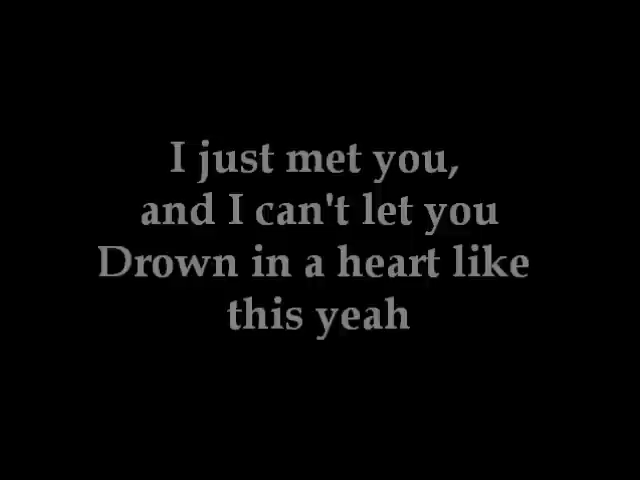 I just met you,
and I can't let you
Drown in a heart like
this yeah